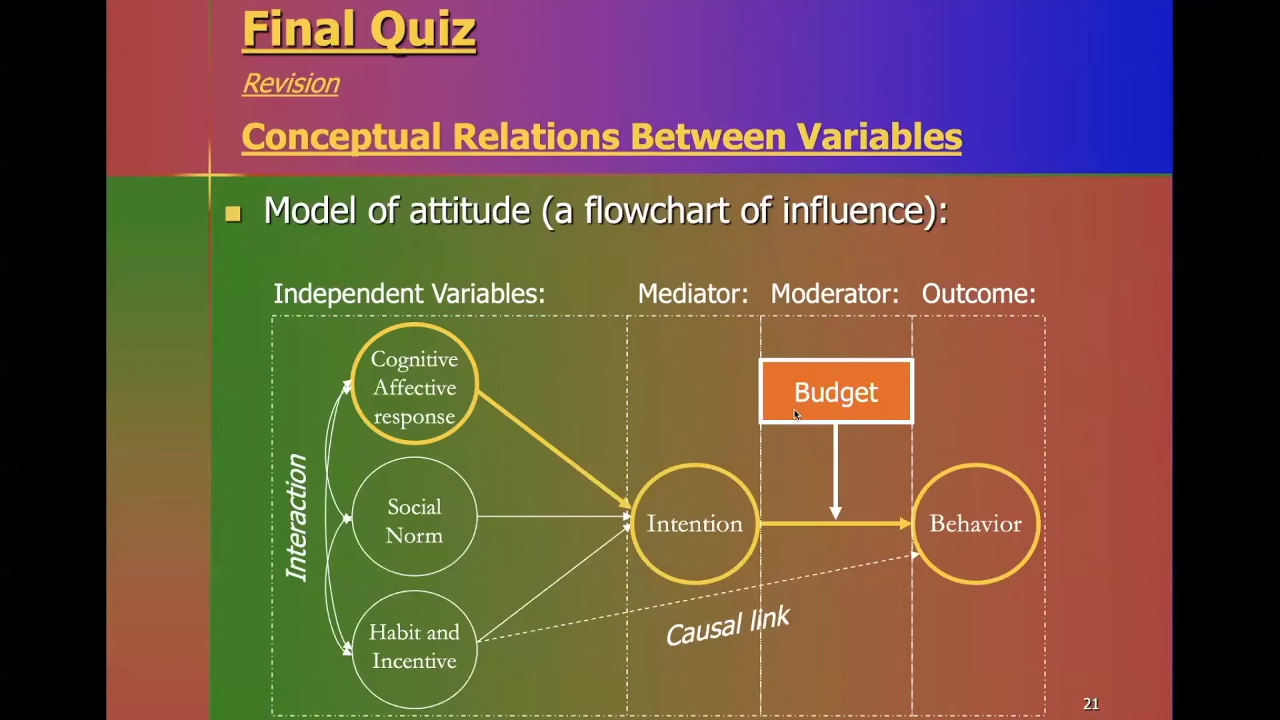 Final Quiz
Revision
Conceptual Relations Between Variables
Model of attitude (a flowchart of influence):
Independent Variables:
Mediator:
Moderator:
Outcome:
Cognitive
Affective
response
Budget
Interaction
Social
Norm
Intention
Behavior
Habit and
Incentive
Causal link
21